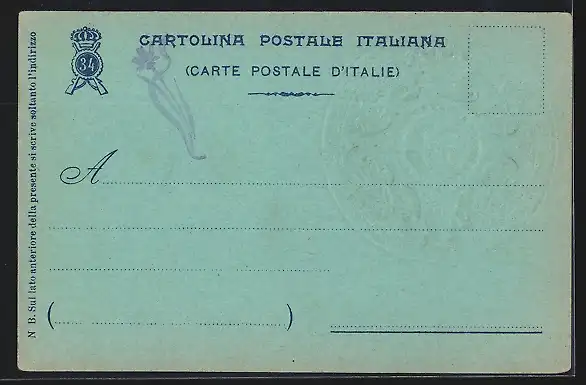 CARTOLINA POSTALE ITALIANA
(CARTE POSTALE D'ITALIE)
34
A
( )
N B. Sul lato anteriore della presente si scrive soltanto l'indirizzo